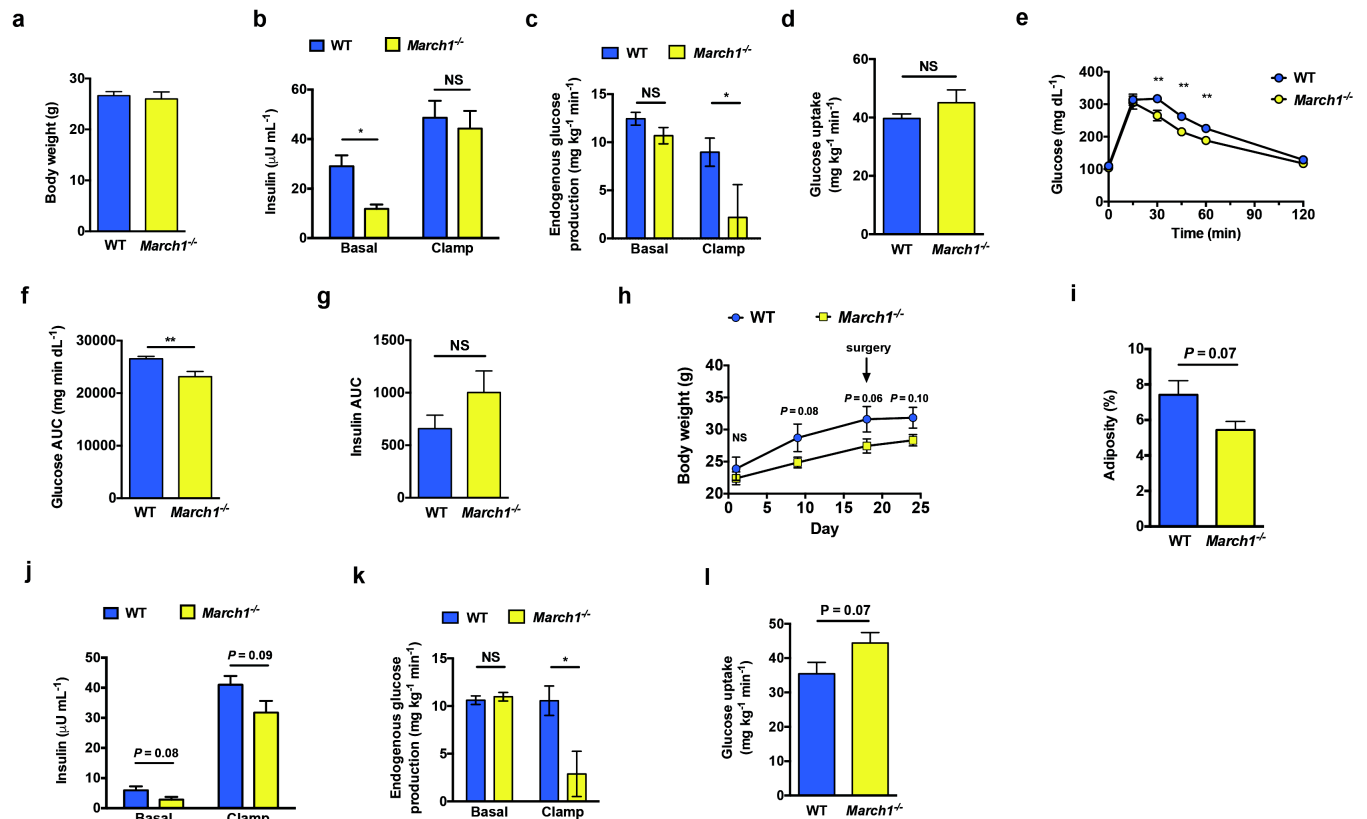 a
Body weight (g)
30
20
10
0
WT
March1-/-
b
WT
March1-/-
Insulin (μU mL-1)
60
40
20
0
*
NS
Basal
Clamp
c
WT
March1-/-
Endogenous glucose
production (mg kg-1 min-1)
15
10
5
0
NS
*
Basal
Clamp
d
Glucose uptake
(mg kg-1 min-1)
60
40
20
0
NS
WT
March1-/-
e
Glucose (mg dL-1)
400
300
200
100
0
**
**
**
WT
March1-/-
0
30
60
120
Time (min)
f
Glucose AUC (mg min dL-1)
30000
20000
10000
0
**
WT
March1-/-
g
Insulin AUC
1500
1000
500
0
NS
WT
March1-/-
h
WT
March1-/-
Body weight (g)
40
35
30
25
20
surgery
NS
P = 0.08
P = 0.06
P = 0.10
0
5
10
15
20
25
Day
i
Adiposity (%)
10
8
6
4
2
0
P = 0.07
WT
March1-/-
j
WT
March1-/-
Insulin (μU mL-1)
50
40
30
20
10
0
P = 0.08
P = 0.09
Basal
Clamp
k
WT
March1-/-
Endogenous glucose
production (mg kg-1 min-1)
15
10
5
0
NS
*
Basal
Clamp
l
Glucose uptake
(mg kg-1 min-1)
50
40
30
20
10
0
P = 0.07
WT
March1-/-